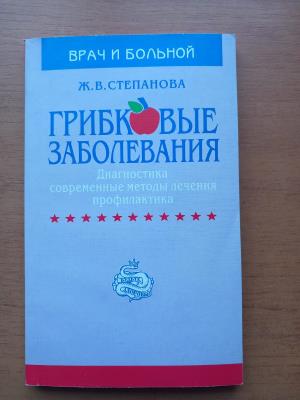 ВРАЧ И БОЛЬНОЙ
Ж.В.СТЕПАНОВА
ГРИБКОВЫЕ
ЗАБОЛЕВАНИЯ
Диагностика
современные методы лечения
профилактика